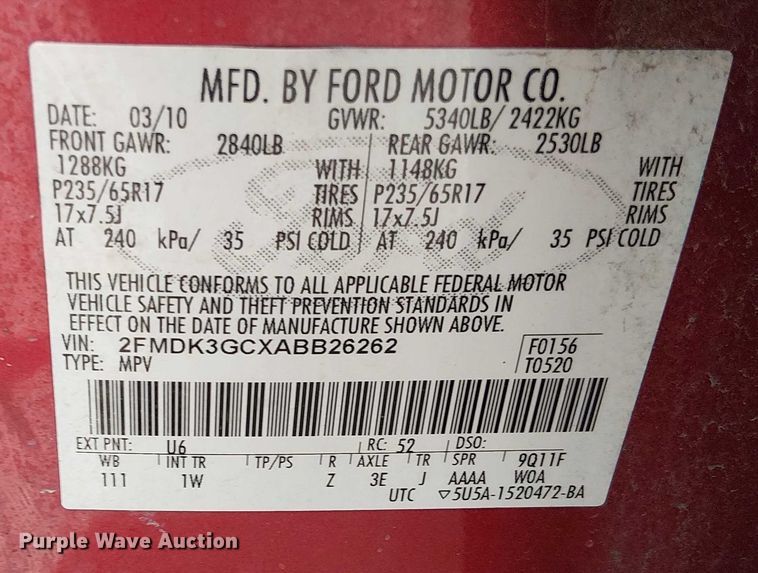 MFD. BY FORD MOTOR CO.
DATE: 03/10 GVWR: 5340LB/ 2422KG
FRONT GAWR: 2840LB REAR GAWR: 2530LB
1288KG WITH 1148KG WITH
P235/65R17 TIRES P235/65R17 TIRES
17x7.5J RIMS 17x7.5J RIMS
AT 240 kPa/ 35 PSI COLD AT 240 kPa/ 35 PSI COLD
THIS VEHICLE CONFORMS TO ALL APPLICABLE FEDERAL MOTOR
VEHICLE SAFETY AND THEFT PREVENTION STANDARDS IN
EFFECT ON THE DATE OF MANUFACTURE SHOWN ABOVE.
VIN: 2FMDK3GCXABB26262 F0156
TYPE: MPV T0520
EXT PNT: U6 RC: 52 DSO:
WB INT TR TP/PS R AXLE TR SPR 9Q11F
111 1W Z 3E J AAAA W0A
UTC ▽5U5A-1520472-BA
Ford
Purple Wave Auction